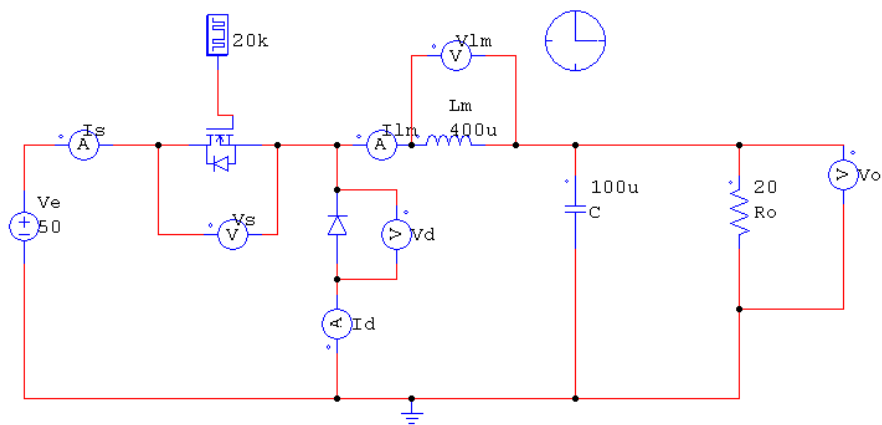 20k
Vlm
Lm
Is
Ilm
400u
A
A
V
Ve
50
Vs
V
V
Vd
100u
C
20
Ro
V
Vo
A
Id